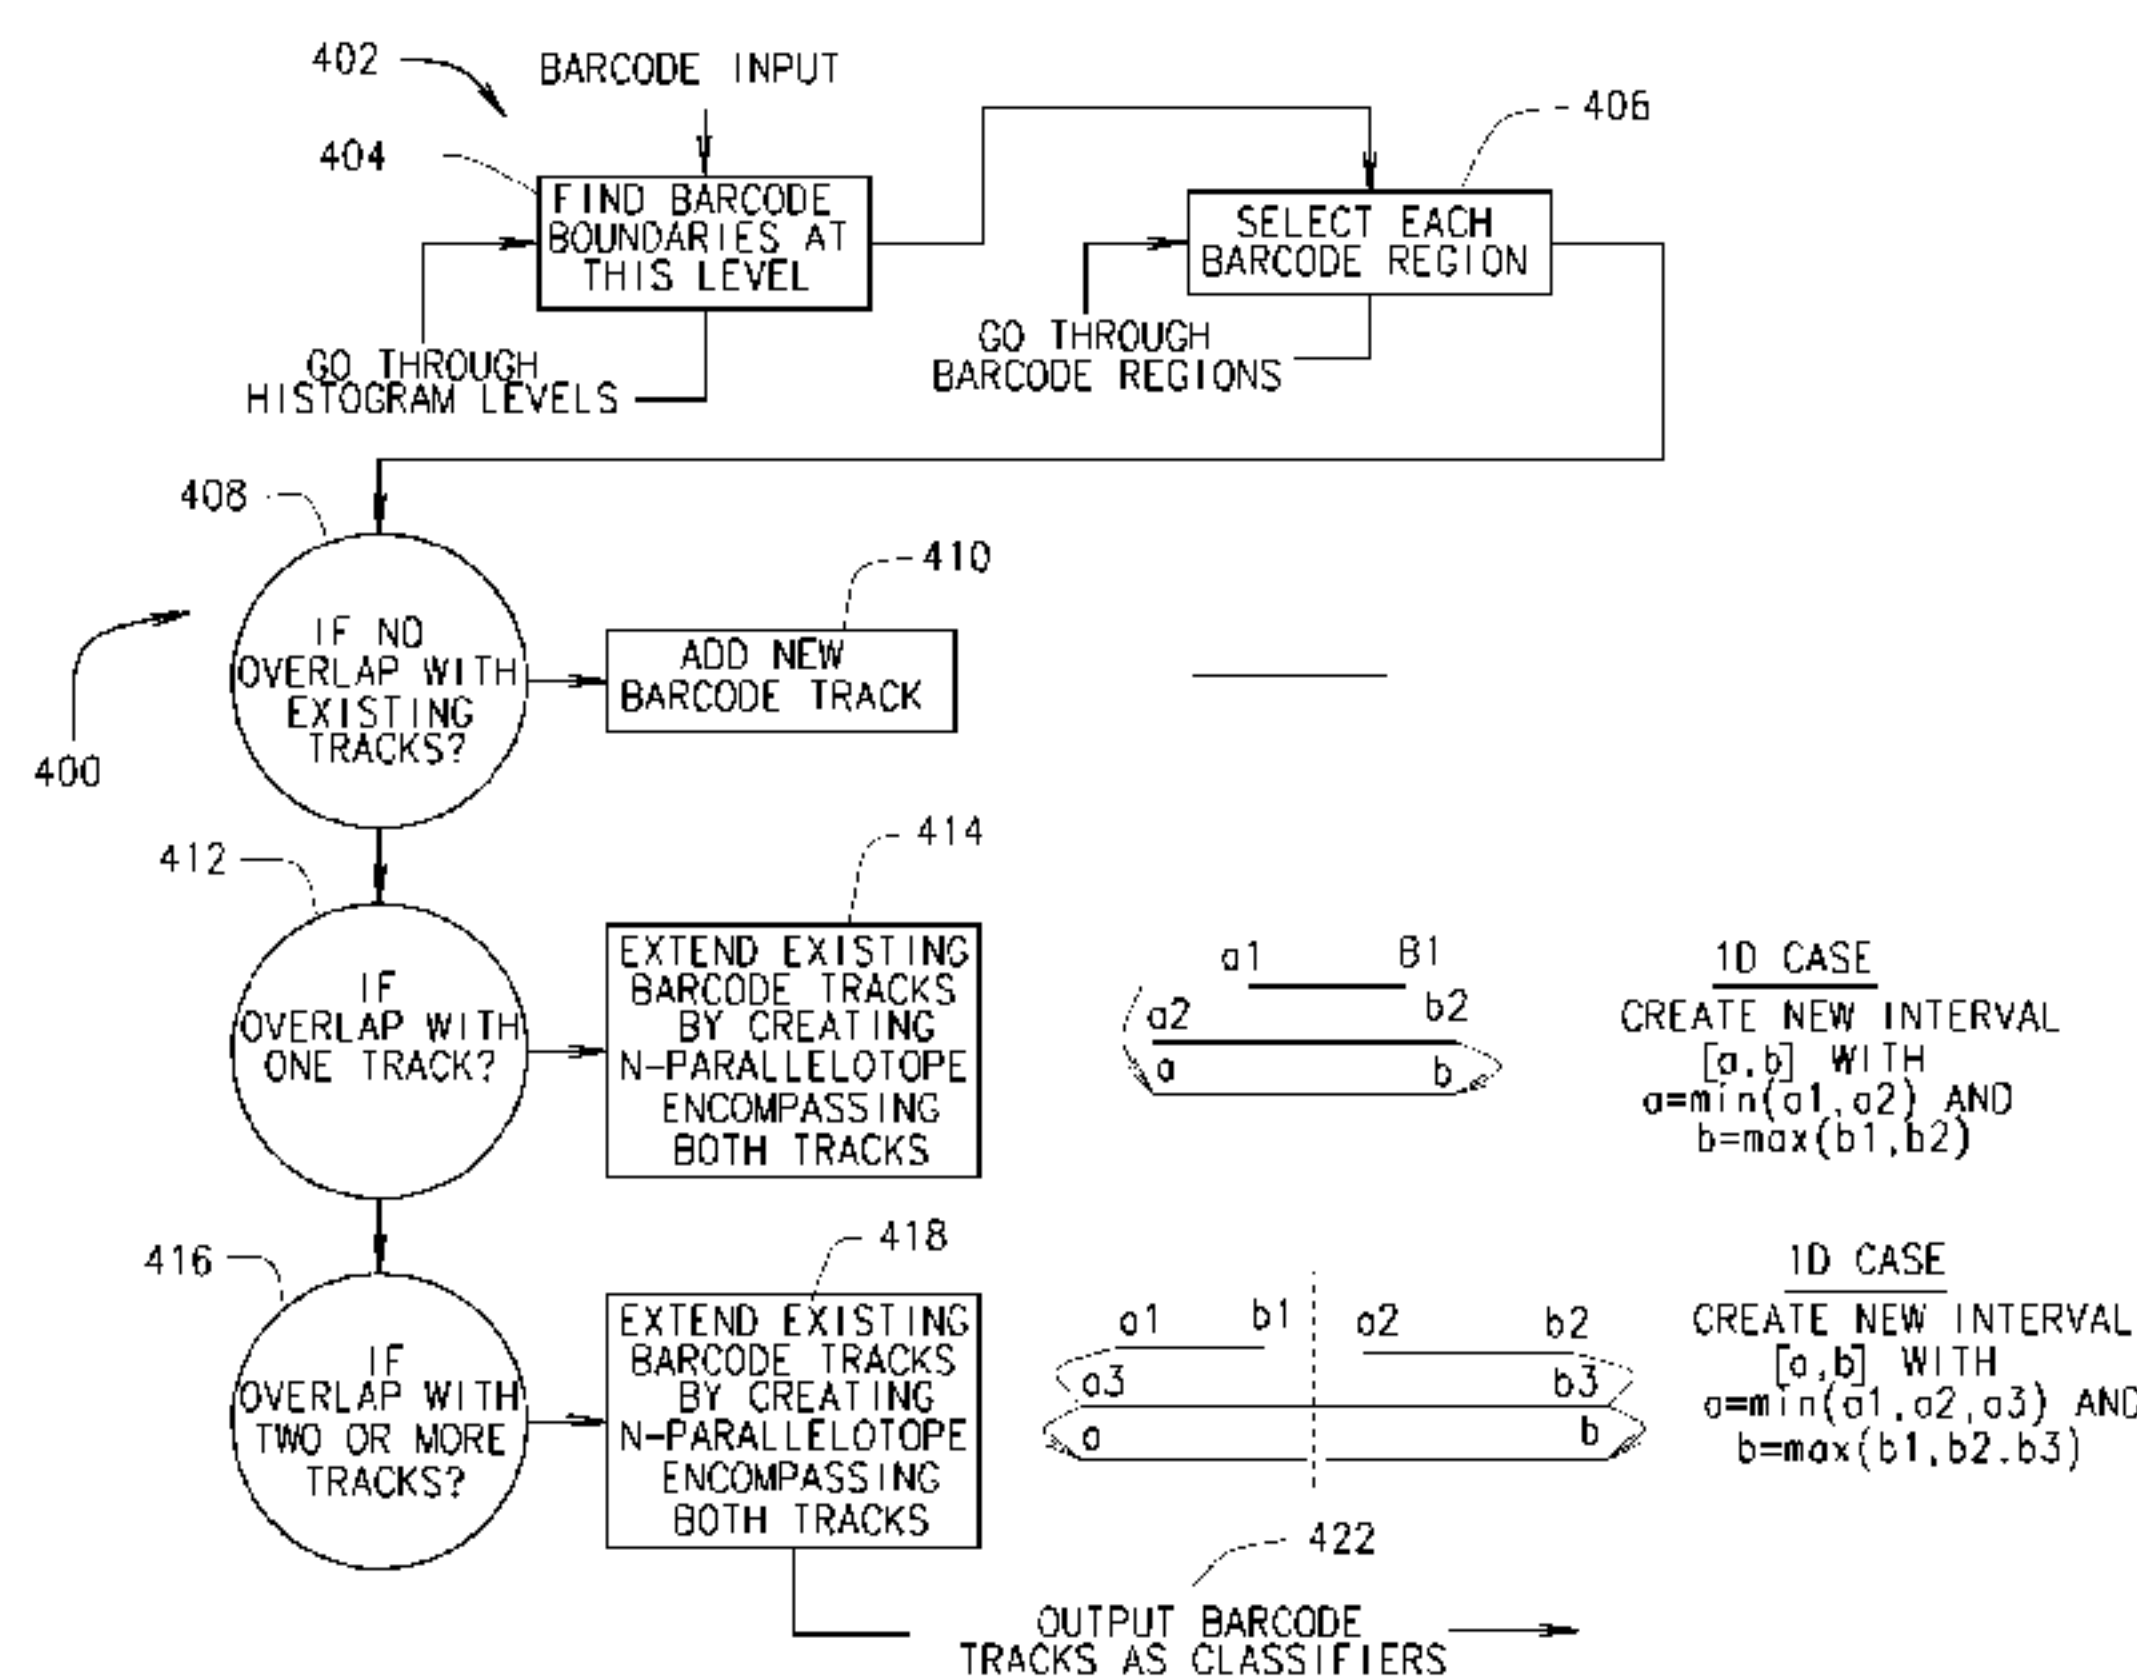 402
BARCODE INPUT
404
406
FIND BARCODE
BOUNDARIES AT
THIS LEVEL
SELECT EACH
BARCODE REGION
GO THROUGH
HISTOGRAM LEVELS
GO THROUGH
BARCODE REGIONS
408
IF NO
OVERLAP WITH
EXISTING
TRACKS?
410
ADD NEW
BARCODE TRACK
400
412
IF
OVERLAP WITH
ONE TRACK?
414
EXTEND EXISTING
BARCODE TRACKS
BY CREATING
N-PARALLELOTOPE
ENCOMPASSING
BOTH TRACKS
a1 B1
a2 b2
a b
1D CASE
CREATE NEW INTERVAL
[a,b] WITH
a=min(a1,a2) AND
b=max(b1,b2)
416
IF
OVERLAP WITH
TWO OR MORE
TRACKS?
418
EXTEND EXISTING
BARCODE TRACKS
BY CREATING
N-PARALLELOTOPE
ENCOMPASSING
BOTH TRACKS
a1 b1 a2 b2
a3 b3
a b
1D CASE
CREATE NEW INTERVAL
[a,b] WITH
a=min(a1,a2,a3) AND
b=max(b1,b2.b3)
422
OUTPUT BARCODE
TRACKS AS CLASSIFIERS